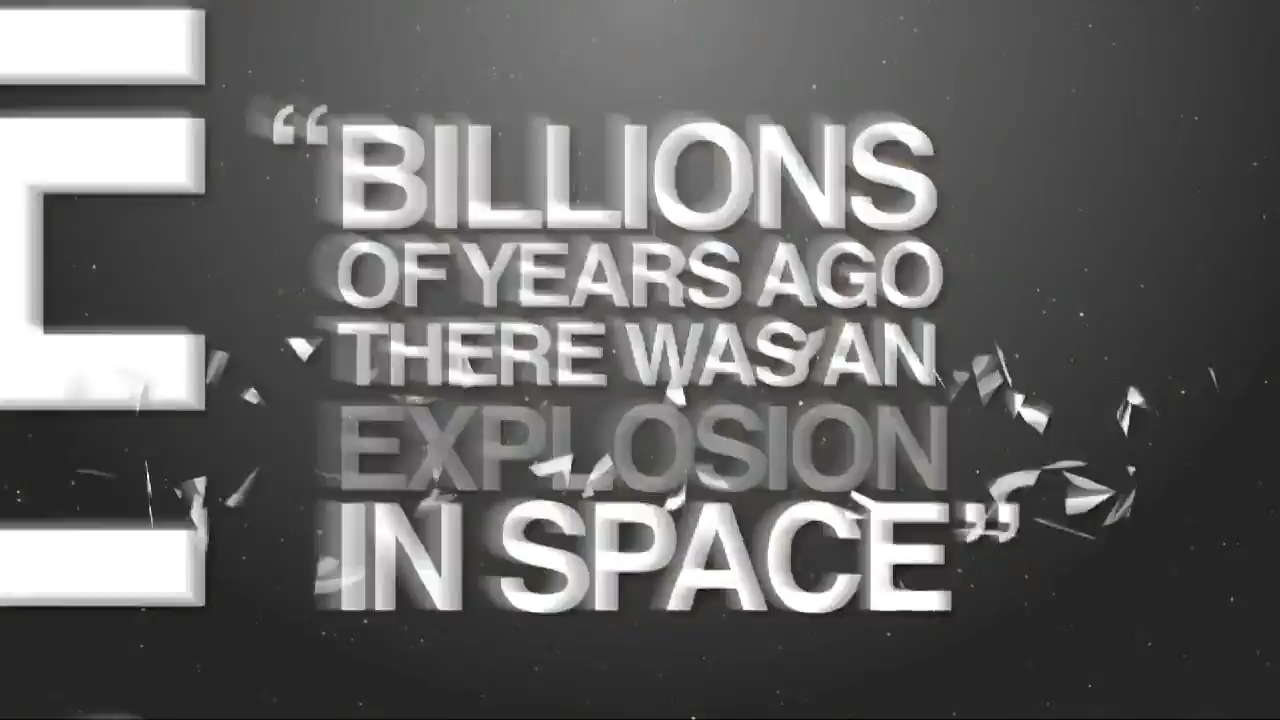 “BILLIONS
OF YEARS AGO
THERE WAS AN
EXPLOSION
IN SPACE”